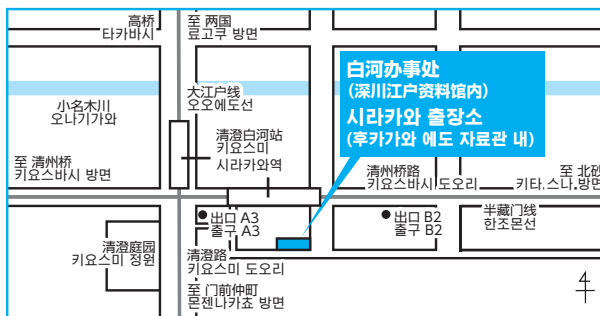 高桥
타카바시
至 两国
료고쿠 방면
白河办事处
(深川江户资料馆内)
시라카와 출장소
(후카가와 에도 자료관 내)
小名木川
오나기가와
大江户线
오오에도선
清澄白河站
키요스미
시라카와역
至 清州桥
키요스바시 방면
清州桥路
키요스바시 도오리
至 北砂
키타.스나.방면
出口 A3
출구 A3
出口 B2
출구 B2
半藏门线
한조몬선
清澄庭园
키요스미 정원
清澄路
키요스미 도오리
至 门前仲町
몬젠나카쵸 방면